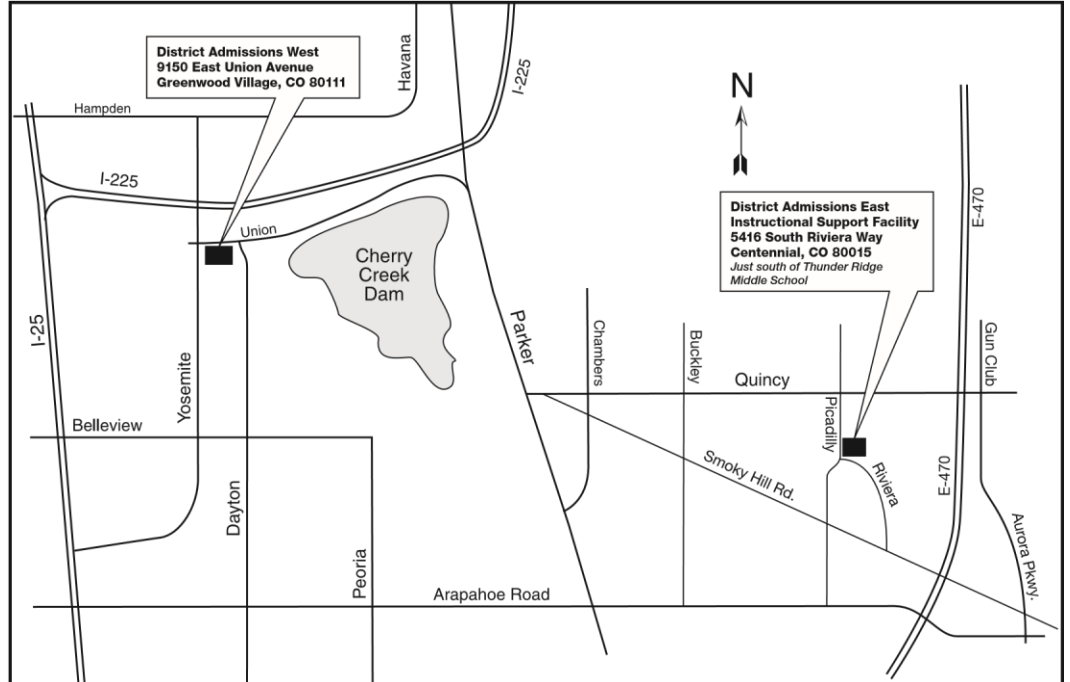 District Admissions West
9150 East Union Avenue
Greenwood Village, CO 80111
Havana
I-225
Hampden
N
I-225
District Admissions East
Instructional Support Facility
5416 South Riviera Way
Centennial, CO 80015
Just south of Thunder Ridge
Middle School
E-470
Union
Cherry
Creek
Dam
I-25
Parker
Chambers
Buckley
Gun Club
Yosemite
Quincy
Picadilly
Belleview
Smoky Hill Rd.
Riviera
E-470
Dayton
Aurora Pkwy.
Peoria
Arapahoe Road